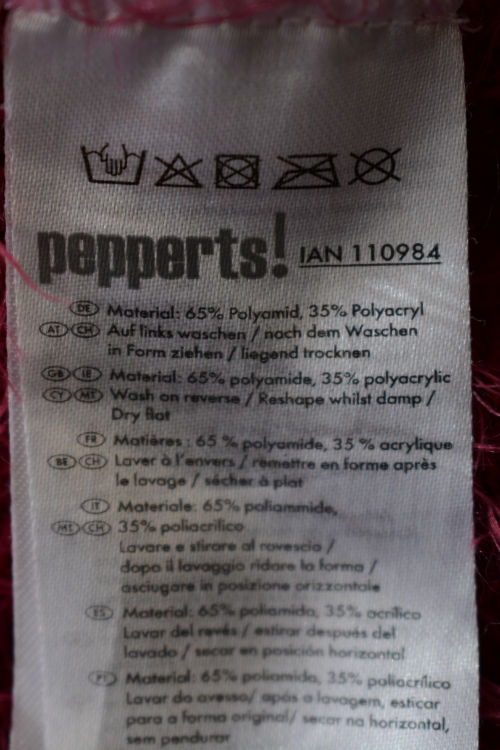 pepperts! IAN 110984
DE Material: 65% Polyamid, 35% Polyacryl
AT CH Auf links waschen / nach dem Waschen
in Form ziehen / liegend trocknen
GB IE Material: 65% polyamide, 35% polyacrylic
CY MT Wash on reverse / Reshape whilst damp /
Dry flat
FR Matières : 65 % polyamide, 35 % acrylique
BE CH Laver à l'envers / remettre en forme après
le lavage / sécher à plat
IT Materiale: 65% poliammide,
MT CH 35% poliacrilico
Lavare e stirare al rovescio /
dopo il lavaggio ridare la forma /
asciugare in posizione orizzontale
ES Material: 65% poliamida, 35% acrílico
Lavar del revés / estirar después del
lavado / secar en posición horizontal
PT Material: 65% poliamida, 35% poliacrílico
Lavar do avesso/ após a lavagem, esticar
para a forma original/ secar na horizontal,
sem pendurar